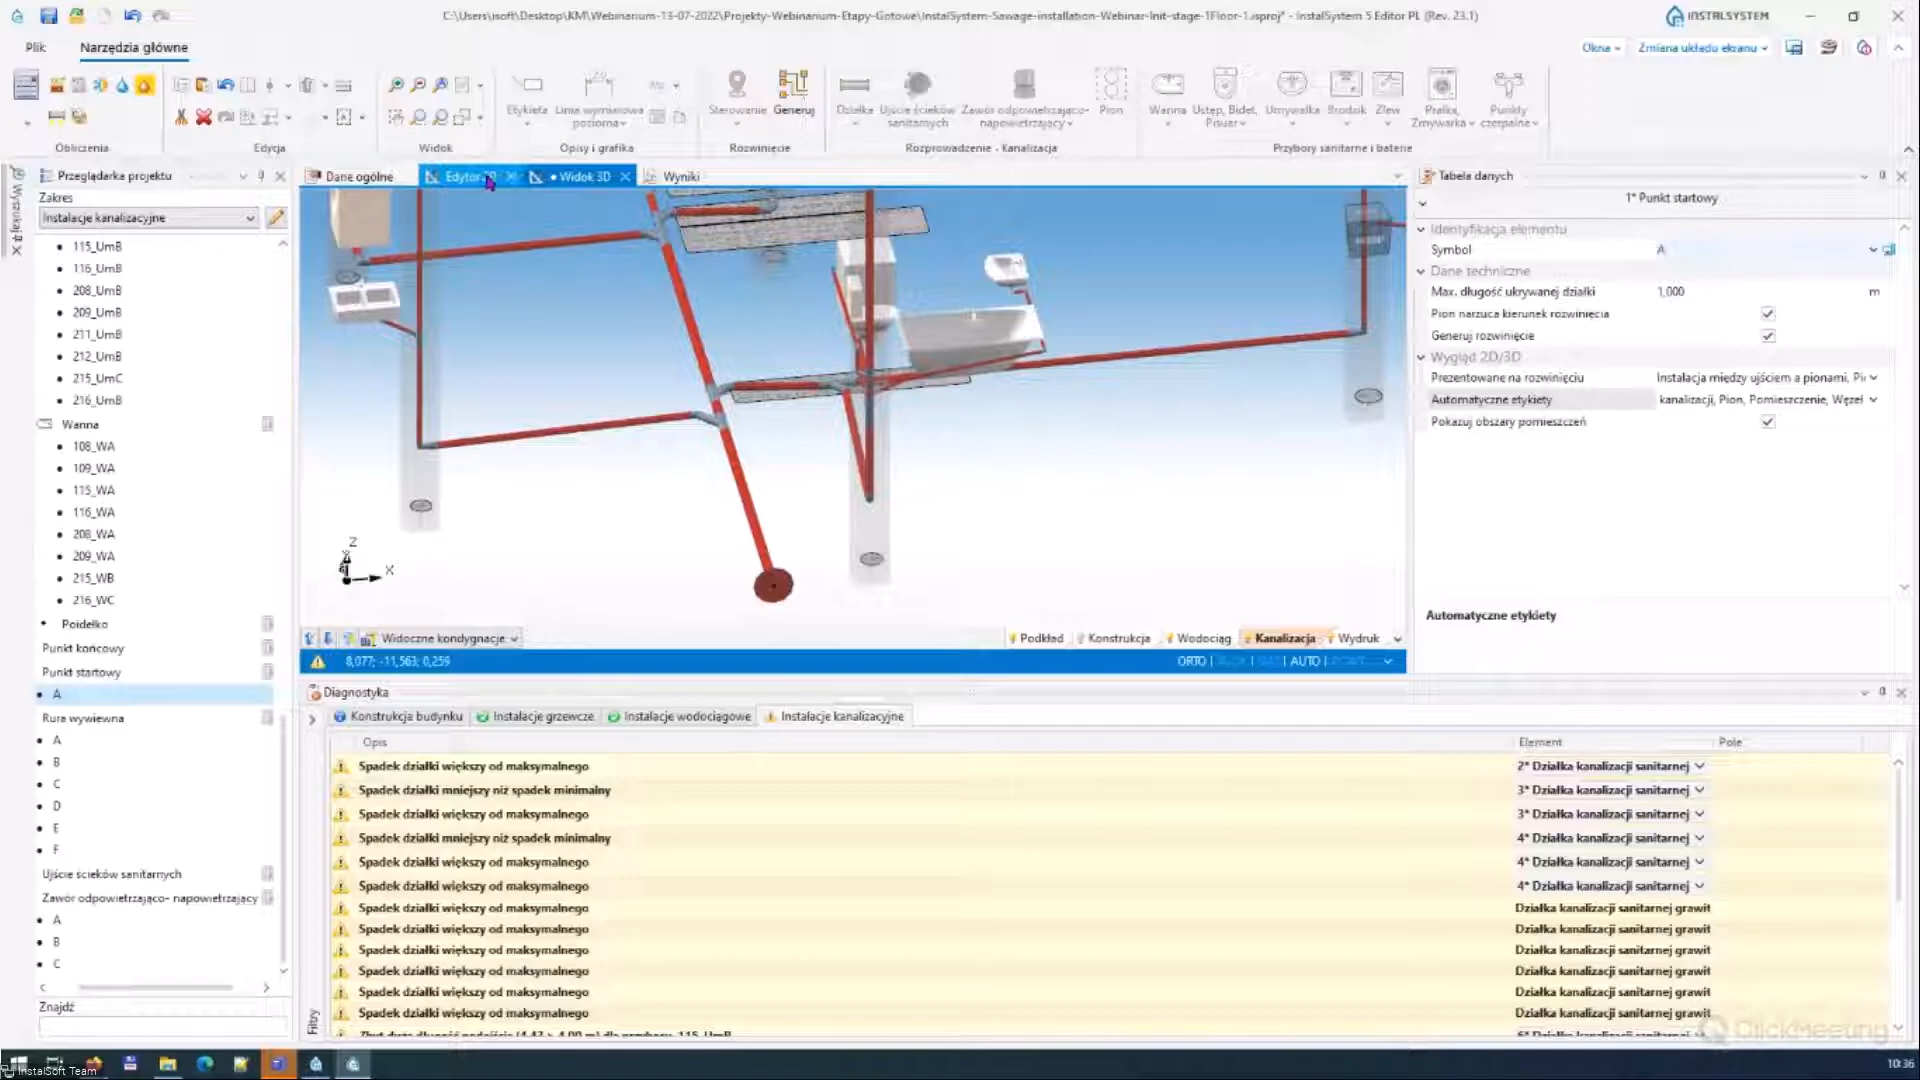 C:\Users\isoft\Desktop\KM\Webinarium-13-07-2022\Projekty-Webinarium-Etapy-Gotowe\InstalSystem-Sawage-installation-Webinar-Init-stage-1Floor-1.isproj* - InstalSystem 5 Editor PL (Rev. 23.1)
INSTALSYSTEM
Plik
Narzędzia główne
Okna
Zmiana układu ekranu
Etykieta
Linia wymiarowa pozioma
Sterowanie
Generuj
Działka
Ujście ścieków sanitarnych
Zawór odpowietrzająco-napowietrzający
Pion
Wanna
Ustęp, Bidet, Pisuar
Umywalka
Brodzik
Zlew
Pralka, Zmywarka
Punkty czerpalne
Obliczenia
Edycja
Widok
Opisy i grafika
Rozwinięcie
Rozprowadzenie - Kanalizacja
Przybory sanitarne i baterie
Wyszukaj
Przeglądarka projektu
Zakres
Instalacje kanalizacyjne
115_UmB
116_UmB
208_UmB
209_UmB
211_UmB
212_UmB
215_UmC
216_UmB
Wanna
108_WA
109_WA
115_WA
116_WA
208_WA
209_WA
215_WB
216_WC
Poidełko
Punkt końcowy
Punkt startowy
A
Rura wywiewna
A
B
C
D
E
F
Ujście ścieków sanitarnych
Zawór odpowietrzająco- napowietrzający
A
B
C
Znajdź
Dane ogólne
Edytor
Widok 3D
Wyniki
Z
X
Widoczne kondygnacje
Podkład
Konstrukcja
Wodociąg
Kanalizacja
Wydruk
8,077; -11,563; 0,259
ORTO
AUTO
Tabela danych
1* Punkt startowy
Identyfikacja elementu
Symbol A
Dane techniczne
Max. długość ukrywanej działki 1,000 m
Pion narzuca kierunek rozwinięcia
Generuj rozwinięcie
Wygląd 2D/3D
Prezentowane na rozwinięciu Instalacja między ujściem a pionami, Pi
Automatyczne etykiety kanalizacji, Pion, Pomieszczenie, Węzeł
Pokazuj obszary pomieszczeń
Automatyczne etykiety
Diagnostyka
Konstrukcja budynku
Instalacje grzewcze
Instalacje wodociągowe
Instalacje kanalizacyjne
Opis Element Pole
Spadek działki większy od maksymalnego 2* Działka kanalizacji sanitarnej
Spadek działki mniejszy niż spadek minimalny 3* Działka kanalizacji sanitarnej
Spadek działki większy od maksymalnego 3* Działka kanalizacji sanitarnej
Spadek działki mniejszy niż spadek minimalny 4* Działka kanalizacji sanitarnej
Spadek działki większy od maksymalnego 4* Działka kanalizacji sanitarnej
Spadek działki większy od maksymalnego 4* Działka kanalizacji sanitarnej
Spadek działki większy od maksymalnego Działka kanalizacji sanitarnej grawit
Spadek działki większy od maksymalnego Działka kanalizacji sanitarnej grawit
Spadek działki większy od maksymalnego Działka kanalizacji sanitarnej grawit
Spadek działki większy od maksymalnego Działka kanalizacji sanitarnej grawit
Spadek działki większy od maksymalnego Działka kanalizacji sanitarnej grawit
Spadek działki większy od maksymalnego Działka kanalizacji sanitarnej grawit
Filtry
ClickMeeting
InstalSoft Team
10:36